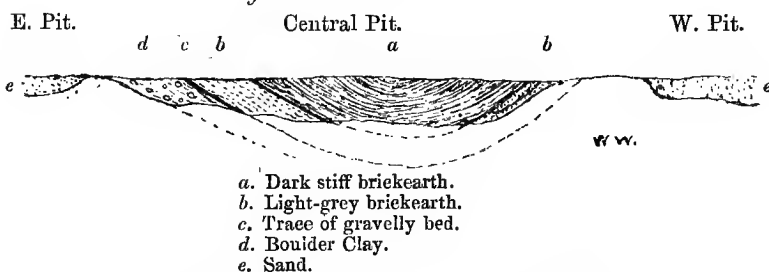 E. Pit. Central Pit. W. Pit.
d c b a b
e e
W W.
a. Dark stiff brickearth.
b. Light-grey brickearth.
c. Trace of gravelly bed.
d. Boulder Clay.
e. Sand.